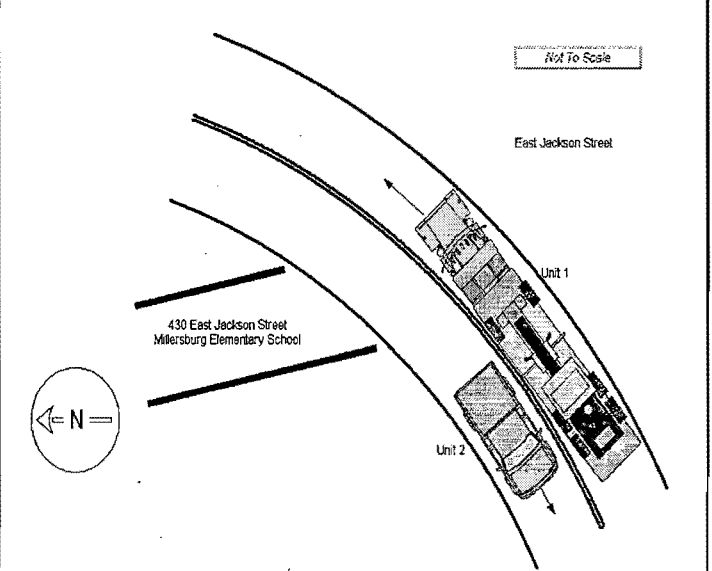 Not To Scale
East Jackson Street
Unit 1
430 East Jackson Street
Millersburg Elementary School
N
Unit 2